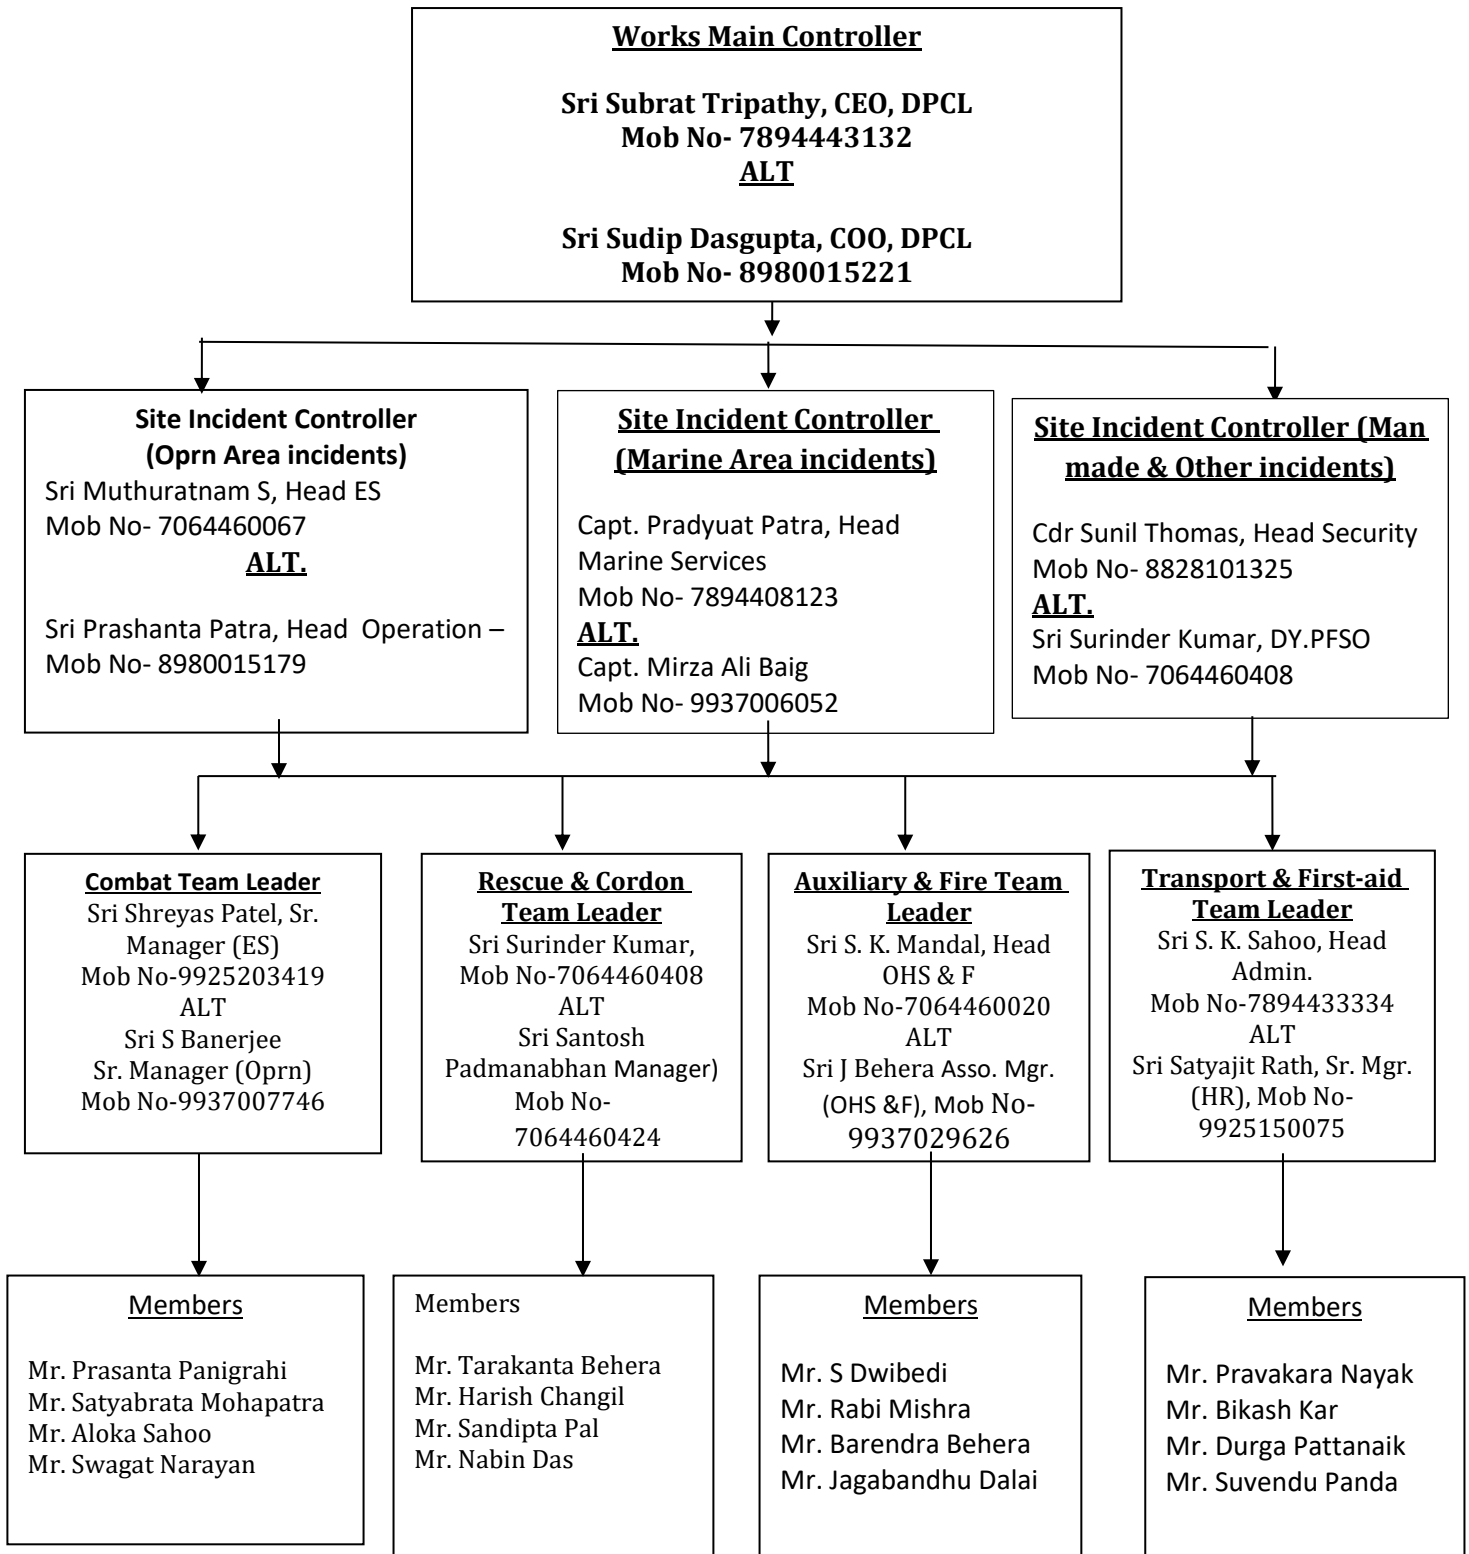 Works Main Controller
Sri Subrat Tripathy, CEO, DPCL
Mob No- 7894443132
ALT
Sri Sudip Dasgupta, COO, DPCL
Mob No- 8980015221
Site Incident Controller
(Oprn Area incidents)
Sri Muthuratnam S, Head ES
Mob No- 7064460067
ALT.
Sri Prashanta Patra, Head Operation –
Mob No- 8980015179
Site Incident Controller
(Marine Area incidents)
Capt. Pradyuat Patra, Head
Marine Services
Mob No- 7894408123
ALT.
Capt. Mirza Ali Baig
Mob No- 9937006052
Site Incident Controller (Man
made & Other incidents)
Cdr Sunil Thomas, Head Security
Mob No- 8828101325
ALT.
Sri Surinder Kumar, DY.PFSO
Mob No- 7064460408
Combat Team Leader
Sri Shreyas Patel, Sr.
Manager (ES)
Mob No-9925203419
ALT
Sri S Banerjee
Sr. Manager (Oprn)
Mob No-9937007746
Rescue & Cordon
Team Leader
Sri Surinder Kumar,
Mob No-7064460408
ALT
Sri Santosh
Padmanabhan Manager)
Mob No-
7064460424
Auxiliary & Fire Team
Leader
Sri S. K. Mandal, Head
OHS & F
Mob No-7064460020
ALT
Sri J Behera Asso. Mgr.
(OHS &F), Mob No-
9937029626
Transport & First-aid
Team Leader
Sri S. K. Sahoo, Head
Admin.
Mob No-7894433334
ALT
Sri Satyajit Rath, Sr. Mgr.
(HR), Mob No-
9925150075
Members
Mr. Prasanta Panigrahi
Mr. Satyabrata Mohapatra
Mr. Aloka Sahoo
Mr. Swagat Narayan
Members
Mr. Tarakanta Behera
Mr. Harish Changil
Mr. Sandipta Pal
Mr. Nabin Das
Members
Mr. S Dwibedi
Mr. Rabi Mishra
Mr. Barendra Behera
Mr. Jagabandhu Dalai
Members
Mr. Pravakara Nayak
Mr. Bikash Kar
Mr. Durga Pattanaik
Mr. Suvendu Panda